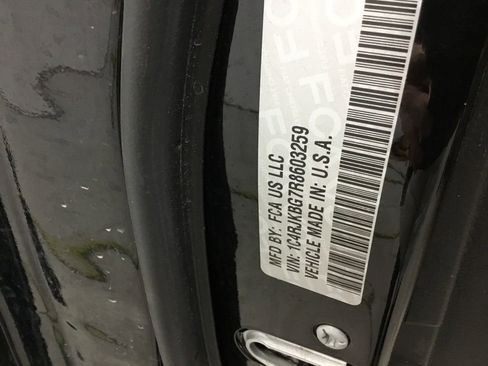 MFD BY: FCA US LLC
VIN: 1C4RJKBG7R8603259
VEHICLE MADE IN: U.S.A.